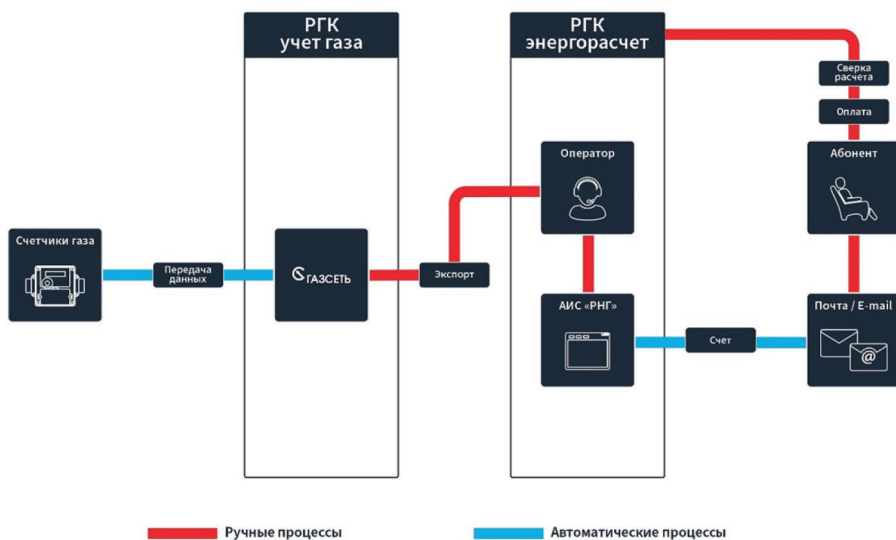 РГК
учет газа
РГК
энергорасчет
Сверка
расчета
Оплата
Оператор
Абонент
Счетчики газа
Передача
данных
ГАЗСЕТЬ
Экспорт
АИС «РНГ»
Счет
Почта / E-mail
@
Ручные процессы
Автоматические процессы